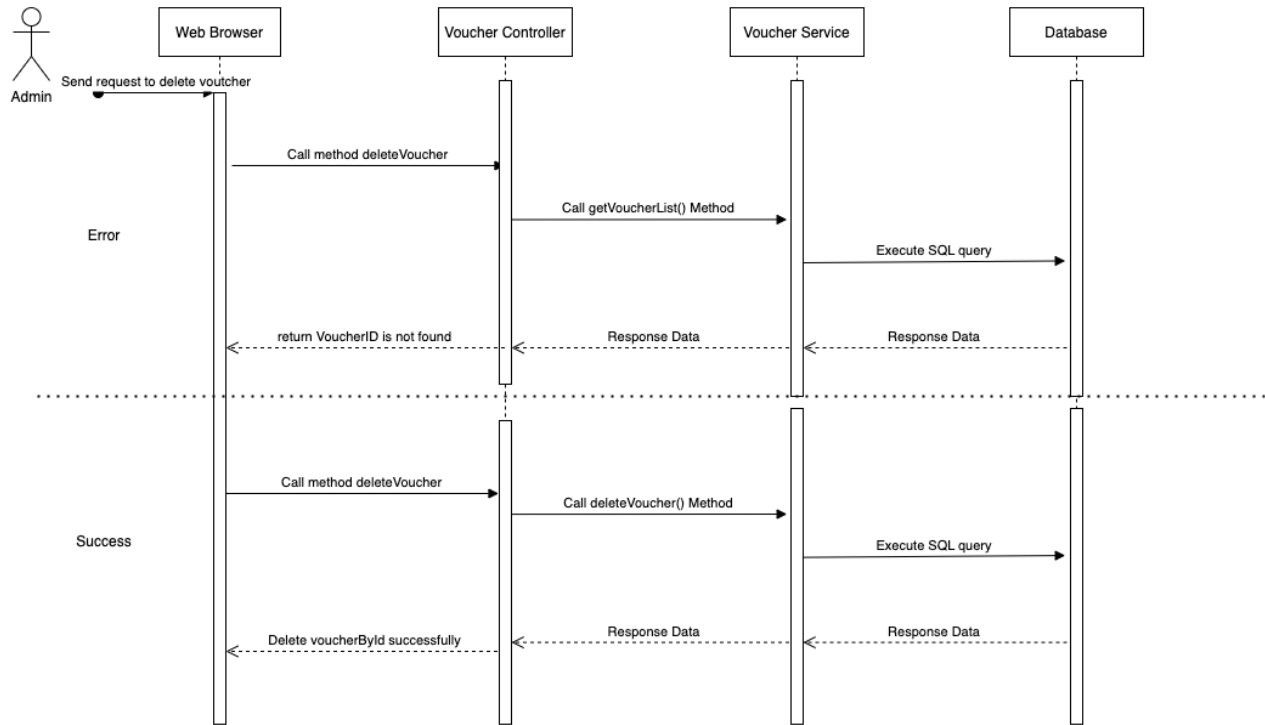 Web Browser
Voucher Controller
Voucher Service
Database
Send request to delete voutcher
Admin
Call method deleteVoucher
Call getVoucherList() Method
Error
Execute SQL query
return VoucherID is not found
Response Data
Response Data
Call method deleteVoucher
Call deleteVoucher() Method
Success
Execute SQL query
Delete voucherById successfully
Response Data
Response Data